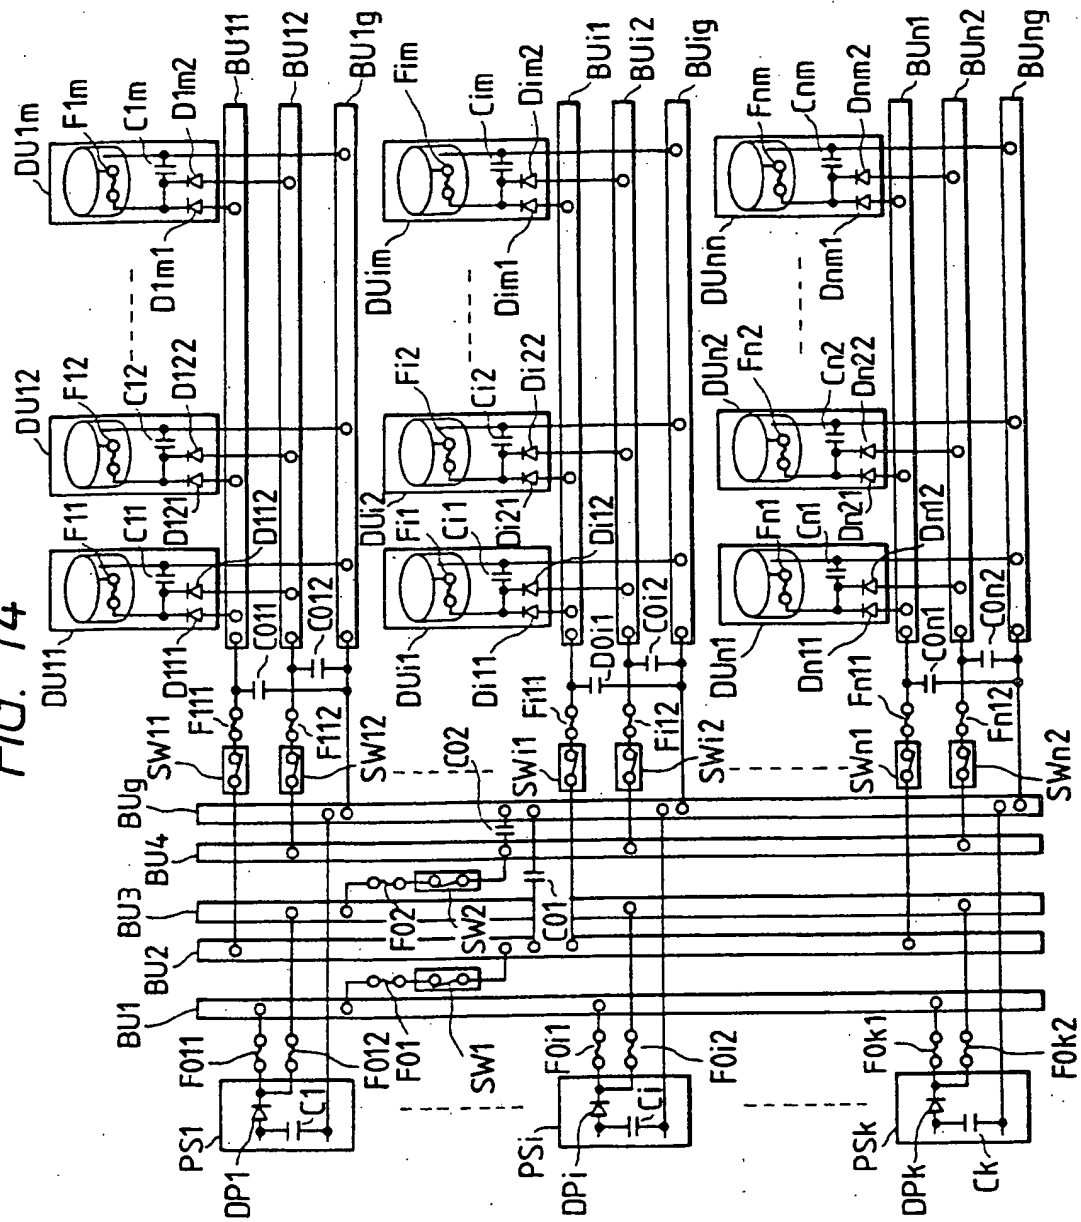 FIG. 14
DU11
F11
C11
D111
D112
DU12
F12
C12
D121
D122
DU1m
F1m
C1m
D1m1
D1m2
BU11
BU12
BU1g
C011
C012
F111
F112
SW11
SW12
DUi1
Fi1
Ci1
Di11
Di12
DUi2
Fi2
Ci2
Di21
Di22
DUim
Fim
Cim
Dim1
Dim2
BUi1
BUi2
BUig
D0i1
C0i2
Fi11
Fi12
SWi1
SWi2
DUn1
Fn1
Cn1
Dn11
Dn12
DUn2
Fn2
Cn2
Dn21
Dn22
DUnn
Fnm
Cnm
Dnm1
Dnm2
BUn1
BUn2
BUng
C0n1
C0n2
Fn11
Fn12
SWn1
SWn2
BUg
BU4
BU3
BU2
BU1
C02
C01
F02
SW2
F01
SW1
F011
F012
PS1
DP1
C1
F0i1
F0i2
PSi
DPi
Ci
F0k1
F0k2
PSk
DPk
Ck